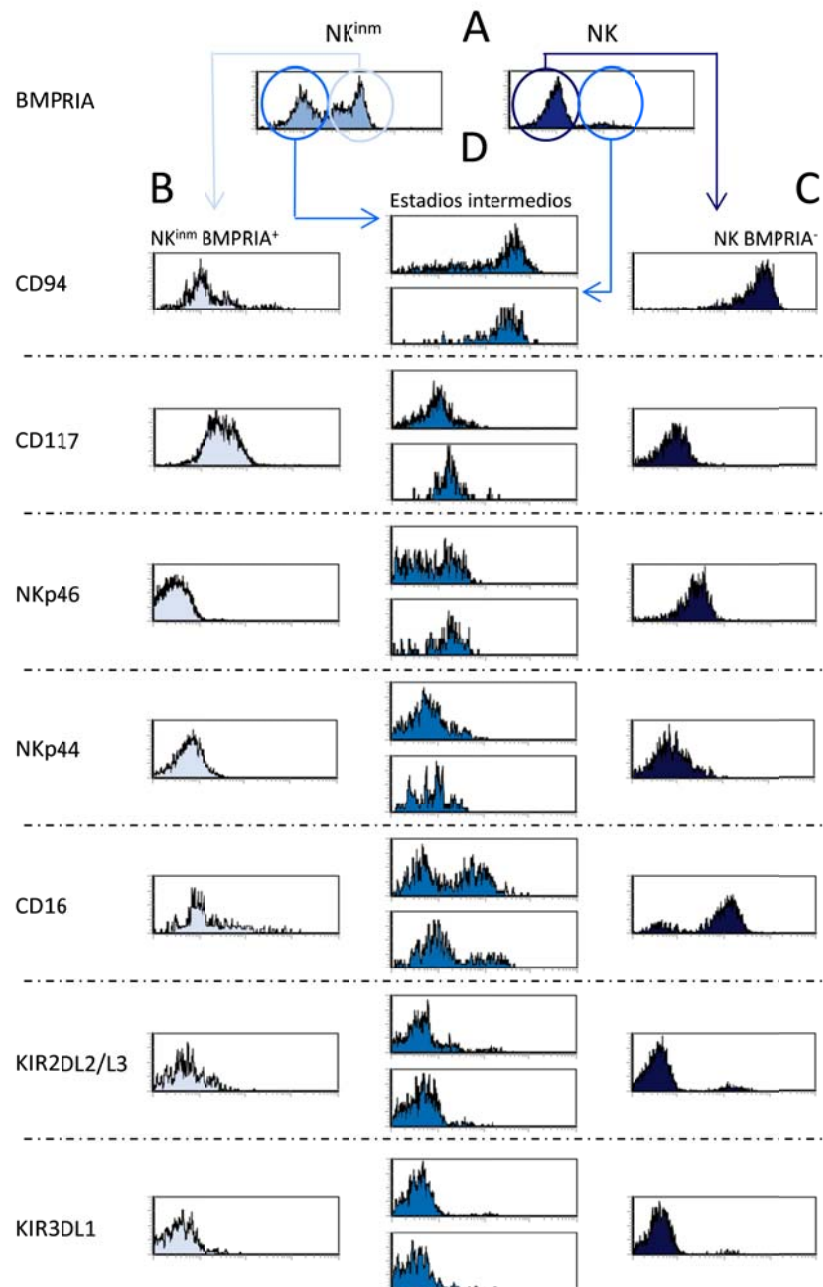 NKinm
A
NK
BMPRIA
D
B
Estadios intermedios
C
NKinm BMPRIA+
NK BMPRIA-
CD94
CD117
NKp46
NKp44
CD16
KIR2DL2/L3
KIR3DL1